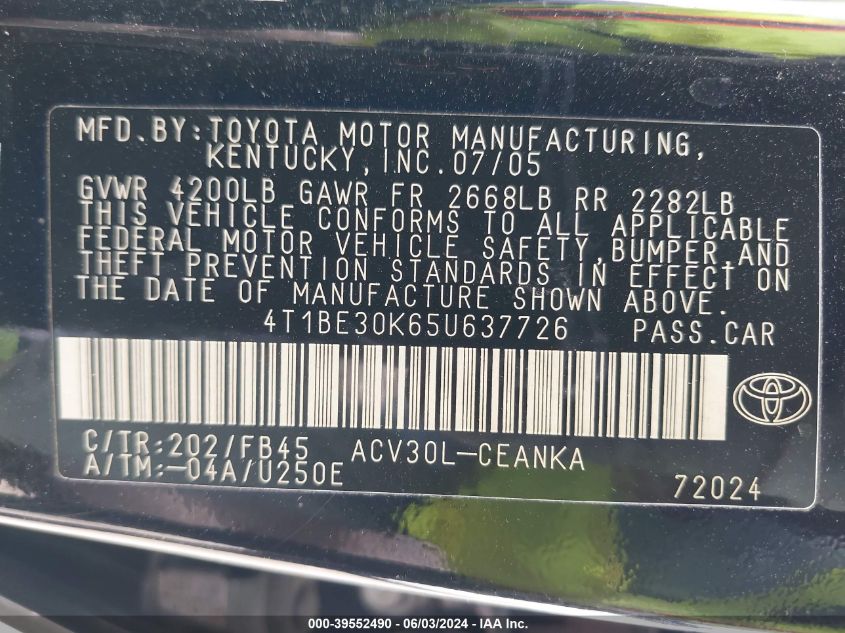 MFD.BY:TOYOTA MOTOR MANUFACTURING,
KENTUCKY,INC.07/05
GVWR 4200LB GAWR FR 2668LB RR 2282LB
THIS VEHICLE CONFORMS TO ALL APPLICABLE
FEDERAL MOTOR VEHICLE SAFETY,BUMPER,AND
THEFT PREVENTION STANDARDS IN EFFECT ON
THE DATE OF MANUFACTURE SHOWN ABOVE.
4T1BE30K65U637726 PASS.CAR
C/TR:202/FB45 ACV30L-CEANKA
A/TM:-04A/U250E
72024
000-39552490 - 06/03/2024 - IAA Inc.